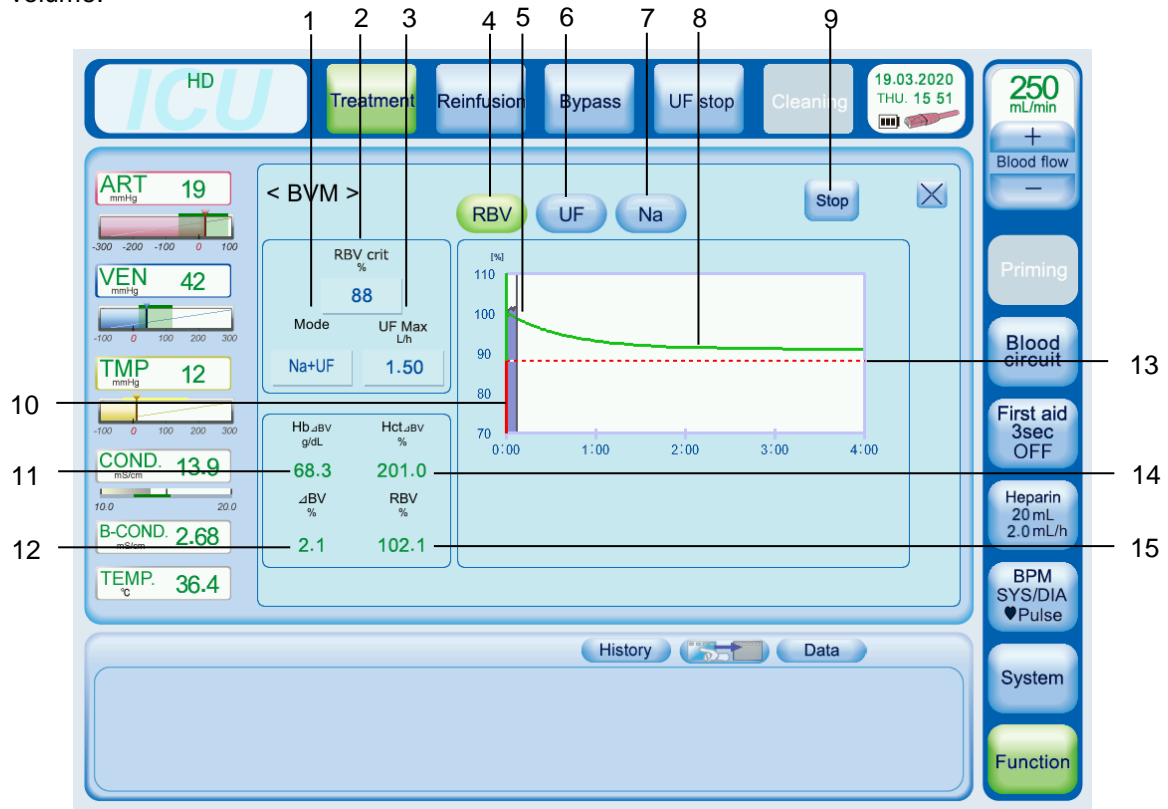 volume.
1 2 3 4 5 6 7 8 9
ICU
HD
Treatment
Reinfusion
Bypass
UF stop
Cleaning
19.03.2020
THU. 15 51
250
mL/min
+
Blood flow
−
ART 19
mmHg
-300 -200 -100 0 100
VEN 42
mmHg
-100 0 100 200 300
TMP 12
mmHg
-100 0 100 200 300
COND. 13.9
mS/cm
10.0 20.0
B-COND. 2.68
mS/cm
TEMP. 36.4
℃
< BVM >
RBV
UF
Na
Stop
RBV crit
%
88
Mode
UF Max
L/h
Na+UF
1.50
[%]
110
100
90
80
70
0:00 1:00 2:00 3:00 4:00
Hb⊿BV Hct⊿BV
g/dL %
68.3 201.0
⊿BV RBV
% %
2.1 102.1
10
11
12
13
14
15
Priming
Blood
circuit
First aid
3sec
OFF
Heparin
20 mL
2.0 mL/h
BPM
SYS/DIA
♥Pulse
System
Function
History
Data